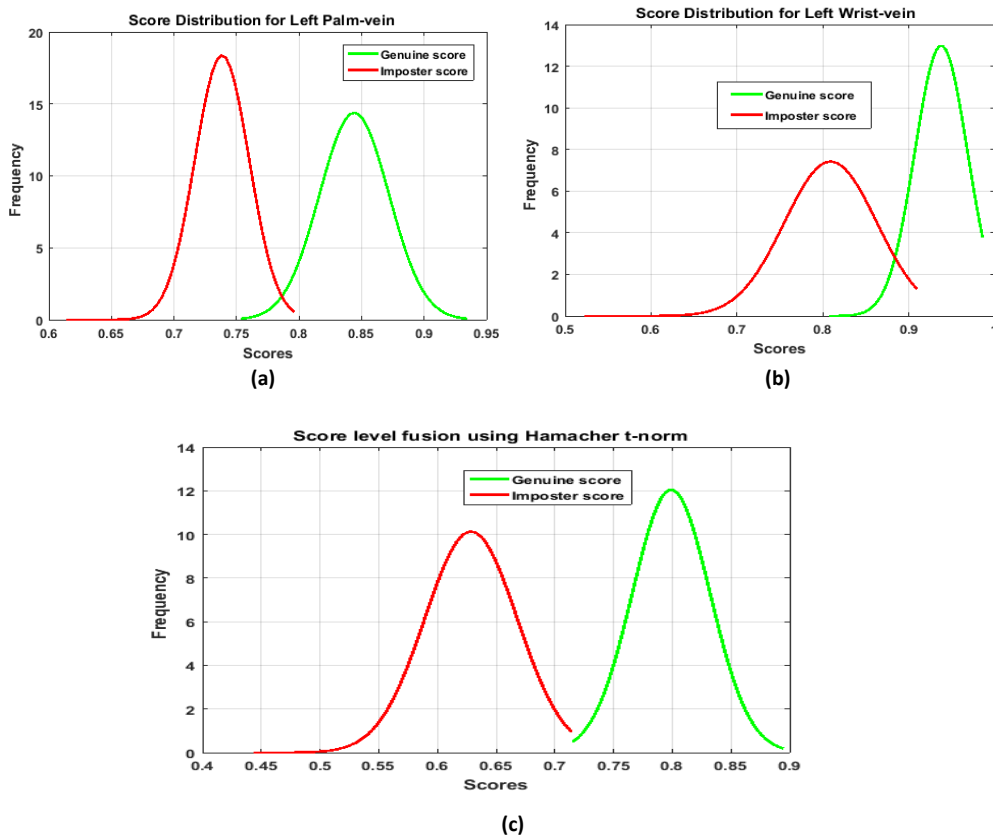 Score Distribution for Left Palm-vein
20
15
10
5
0
Frequency
Genuine score
Imposter score
0.6 0.65 0.7 0.75 0.8 0.85 0.9 0.95
Scores
(a)
Score Distribution for Left Wrist-vein
14
12
10
8
6
4
2
0
Frequency
Genuine score
Imposter score
0.5 0.6 0.7 0.8 0.9 1
Scores
(b)
Score level fusion using Hamacher t-norm
14
12
10
8
6
4
2
0
Frequency
Genuine score
Imposter score
0.4 0.45 0.5 0.55 0.6 0.65 0.7 0.75 0.8 0.85 0.9
Scores
(c)